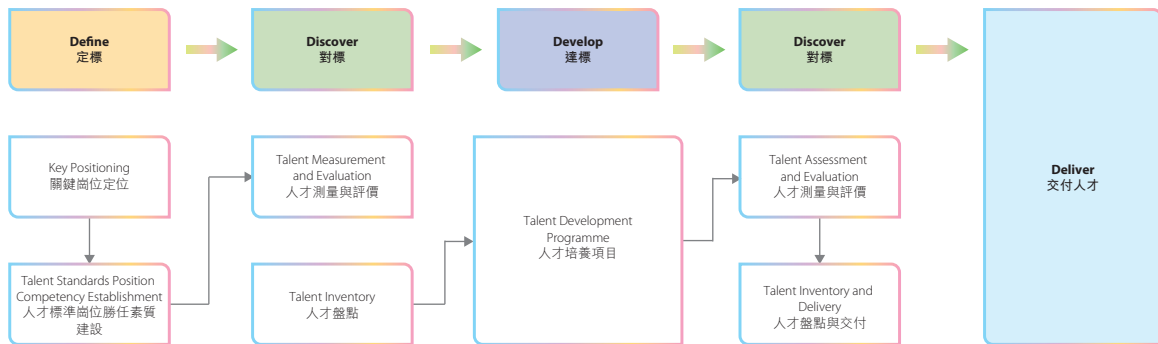 Define
定標
Discover
對標
Develop
達標
Discover
對標
Deliver
交付人才
Key Positioning
關鍵崗位定位
Talent Standards Position
Competency Establishment
人才標準崗位勝任素質
建設
Talent Measurement
and Evaluation
人才測量與評價
Talent Inventory
人才盤點
Talent Development
Programme
人才培養項目
Talent Assessment
and Evaluation
人才測量與評價
Talent Inventory and
Delivery
人才盤點與交付